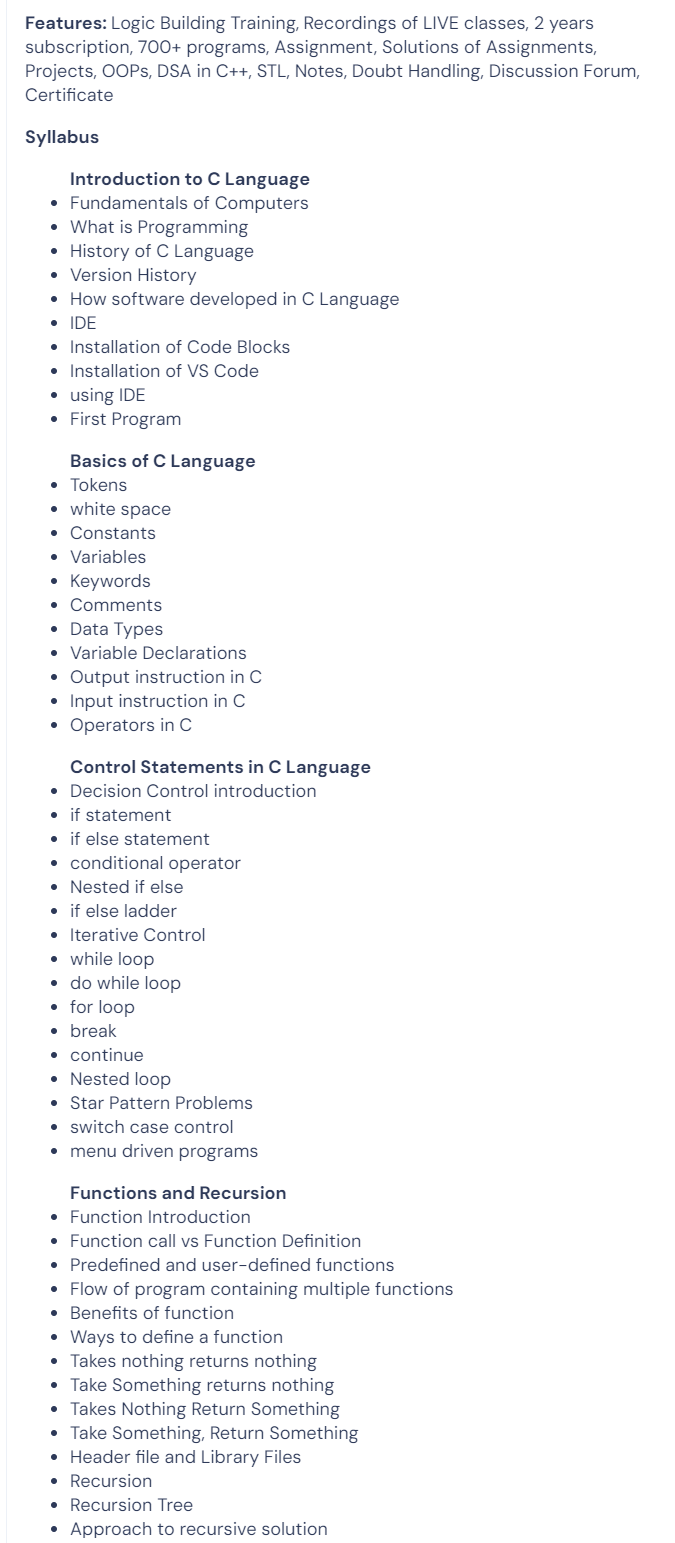 Features: Logic Building Training, Recordings of LIVE classes, 2 years
subscription, 700+ programs, Assignment, Solutions of Assignments,
Projects, OOPs, DSA in C++, STL, Notes, Doubt Handling, Discussion Forum,
Certificate
Syllabus
Introduction to C Language
• Fundamentals of Computers
• What is Programming
• History of C Language
• Version History
• How software developed in C Language
• IDE
• Installation of Code Blocks
• Installation of VS Code
• using IDE
• First Program
Basics of C Language
• Tokens
• white space
• Constants
• Variables
• Keywords
• Comments
• Data Types
• Variable Declarations
• Output instruction in C
• Input instruction in C
• Operators in C
Control Statements in C Language
• Decision Control introduction
• if statement
• if else statement
• conditional operator
• Nested if else
• if else ladder
• Iterative Control
• while loop
• do while loop
• for loop
• break
• continue
• Nested loop
• Star Pattern Problems
• switch case control
• menu driven programs
Functions and Recursion
• Function Introduction
• Function call vs Function Definition
• Predefined and user-defined functions
• Flow of program containing multiple functions
• Benefits of function
• Ways to define a function
• Takes nothing returns nothing
• Take Something returns nothing
• Takes Nothing Return Something
• Take Something, Return Something
• Header file and Library Files
• Recursion
• Recursion Tree
• Approach to recursive solution